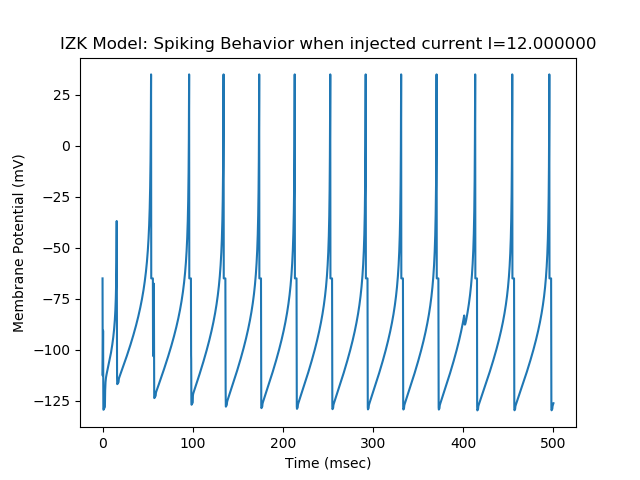 IZK Model: Spiking Behavior when injected current I=12.000000
25
0
−25
−50
−75
−100
−125
Membrane Potential (mV)
0 100 200 300 400 500
Time (msec)